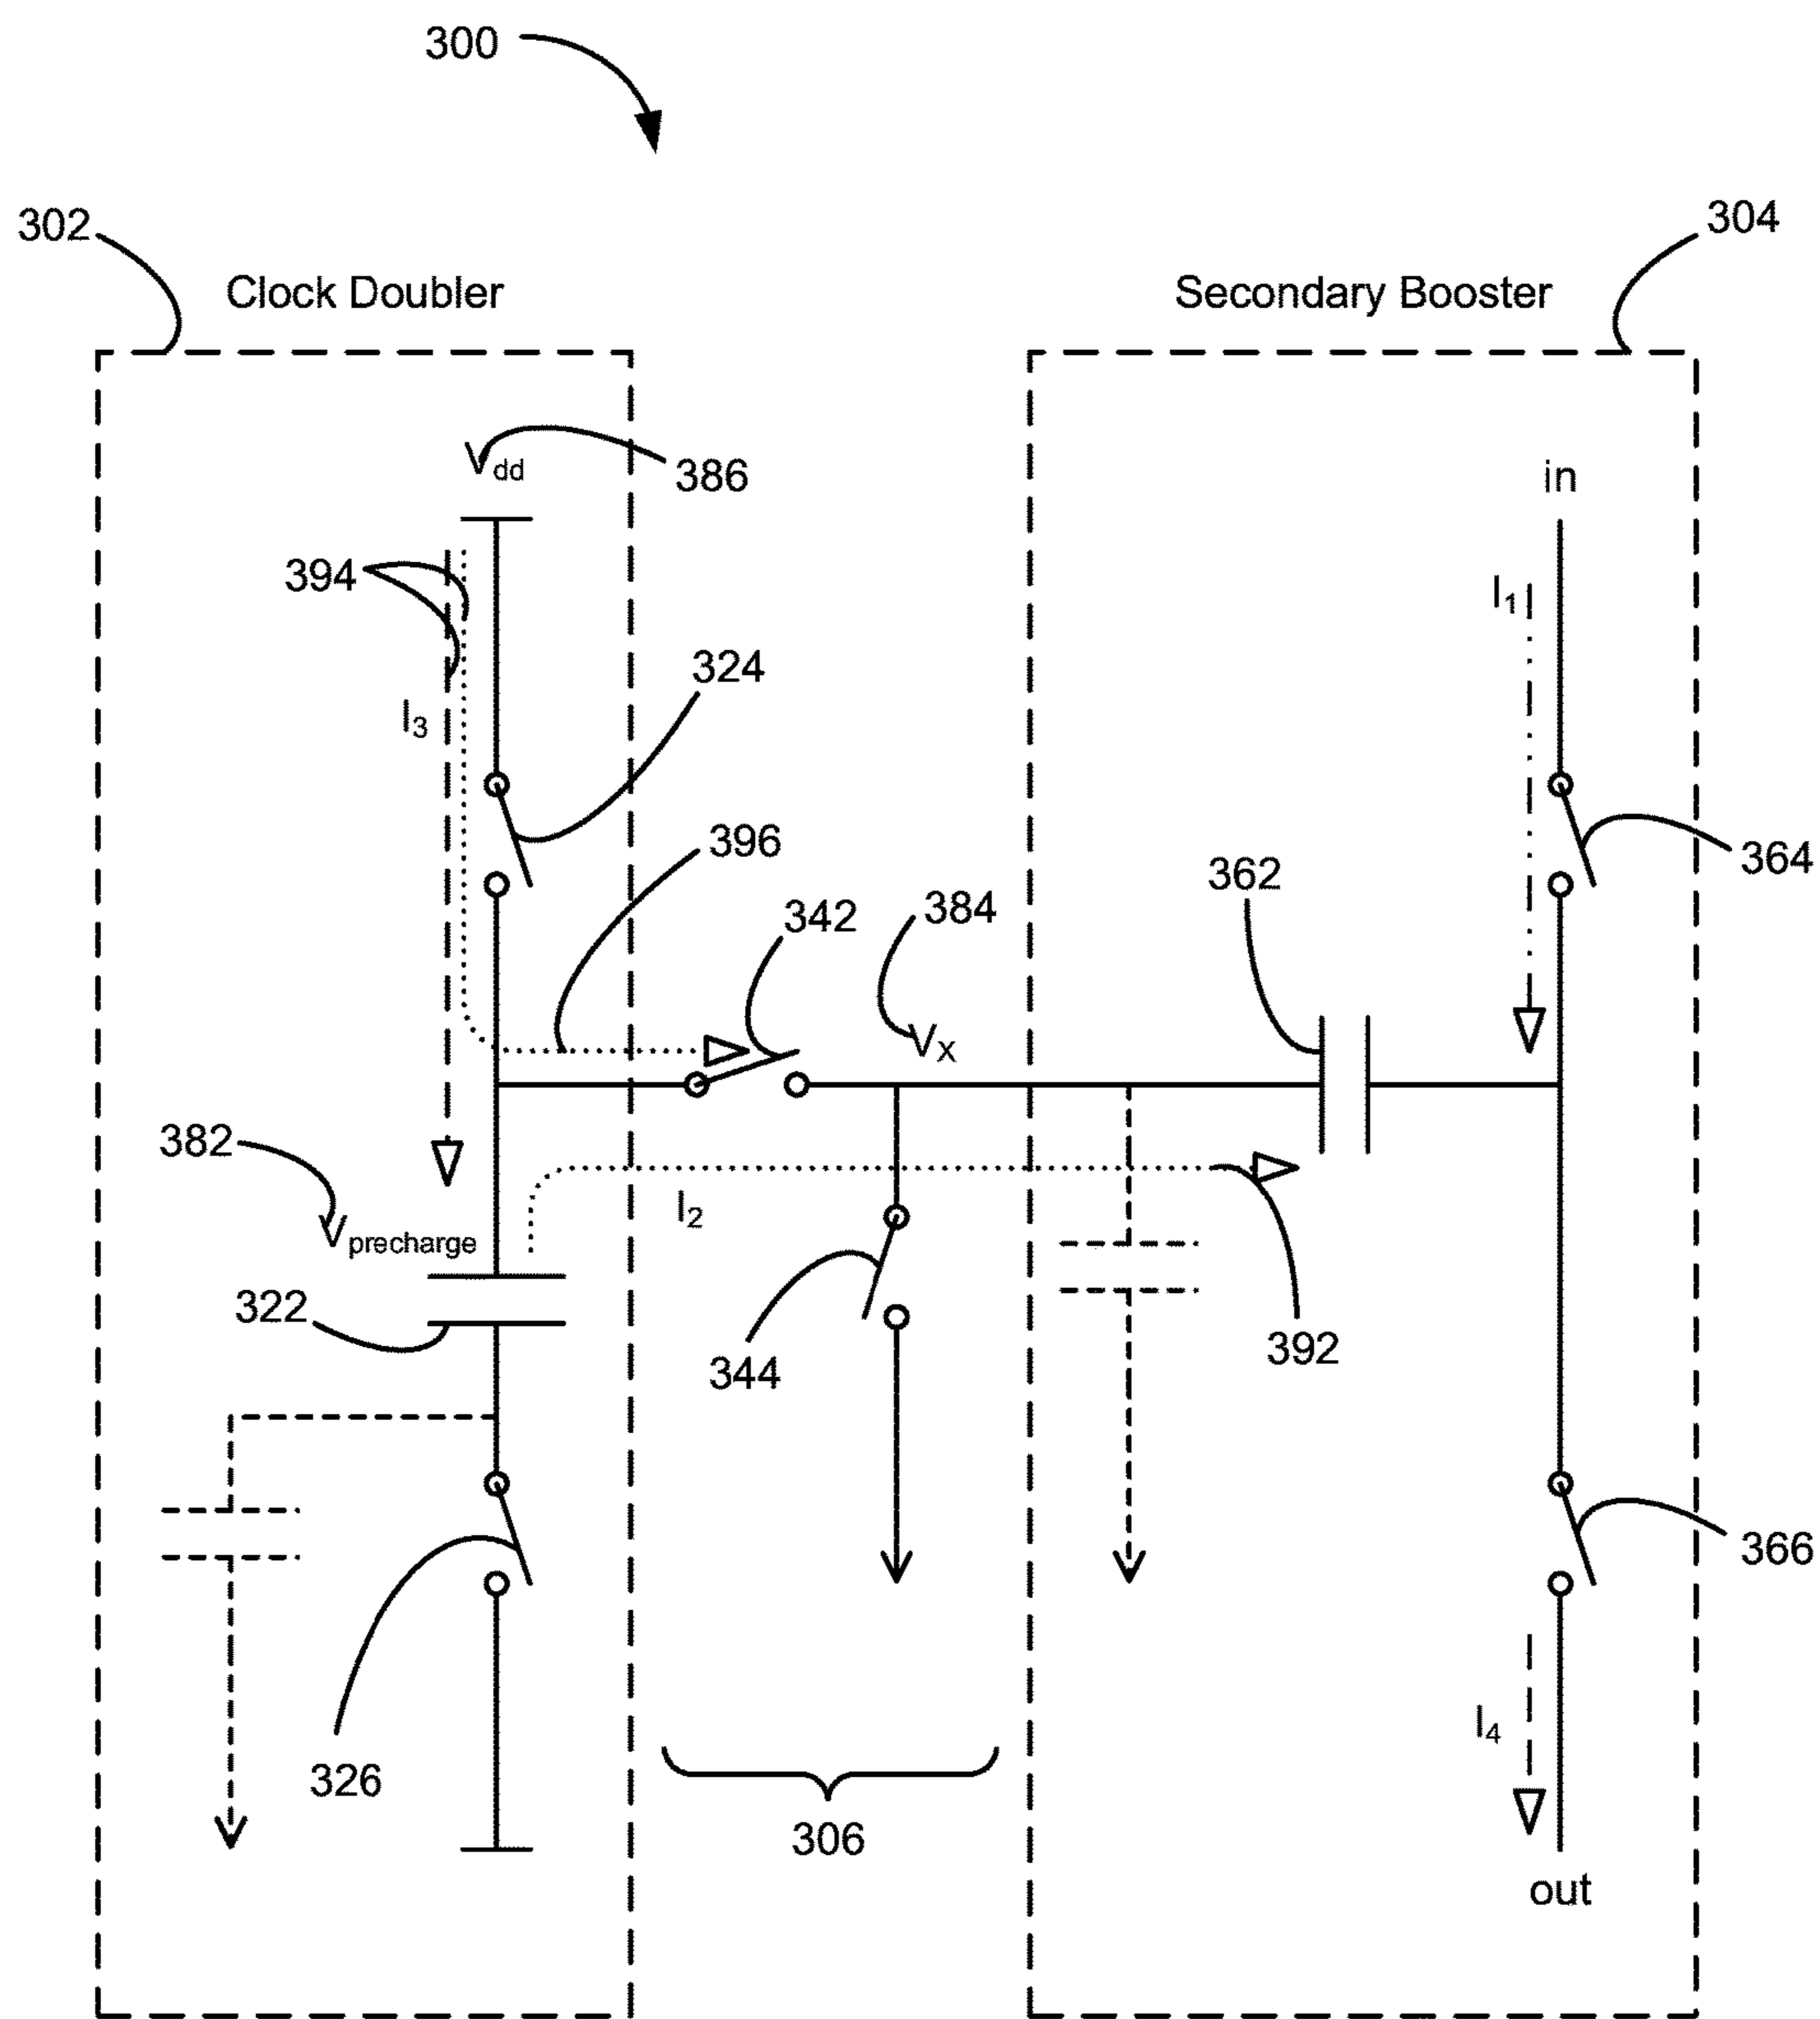 300
302
304
Clock Doubler
Secondary Booster
Vdd
386
in
394
I1
324
I3
396
364
362
384
342
VX
382
I2
Vprecharge
322
344
392
366
I4
326
306
out